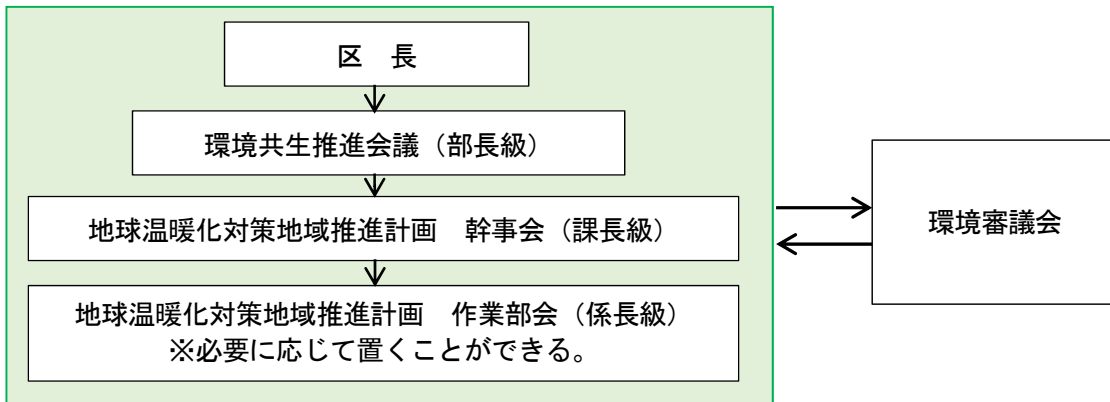 区　長
環境共生推進会議（部長級）
地球温暖化対策地域推進計画　幹事会（課長級）
地球温暖化対策地域推進計画　作業部会（係長級）
※必要に応じて置くことができる。
環境審議会